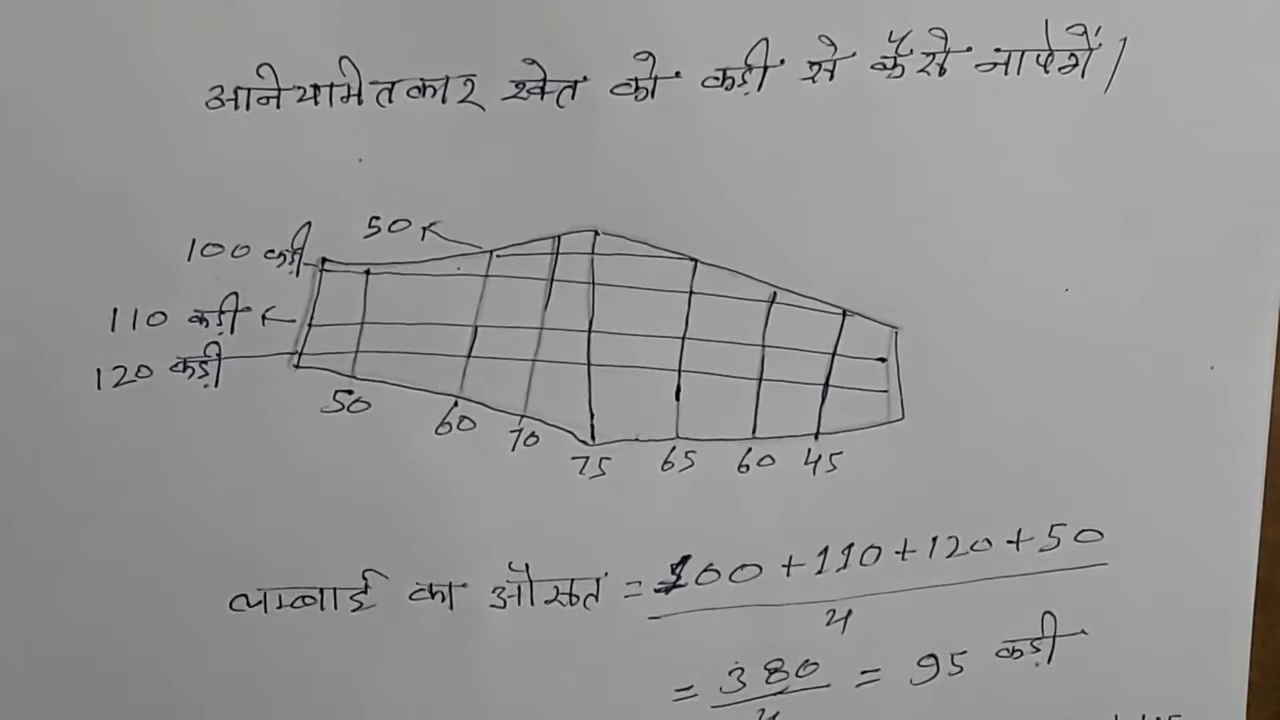 अनियमितकार खेत को कड़ी से कैसे नापेगें।
50
100 कड़ी
110 कड़ी
120 कड़ी
50 60 70 75 65 60 45
लम्बाई का औसत = 100 + 110 + 120 + 50
4
= 380 = 95 कड़ी
4